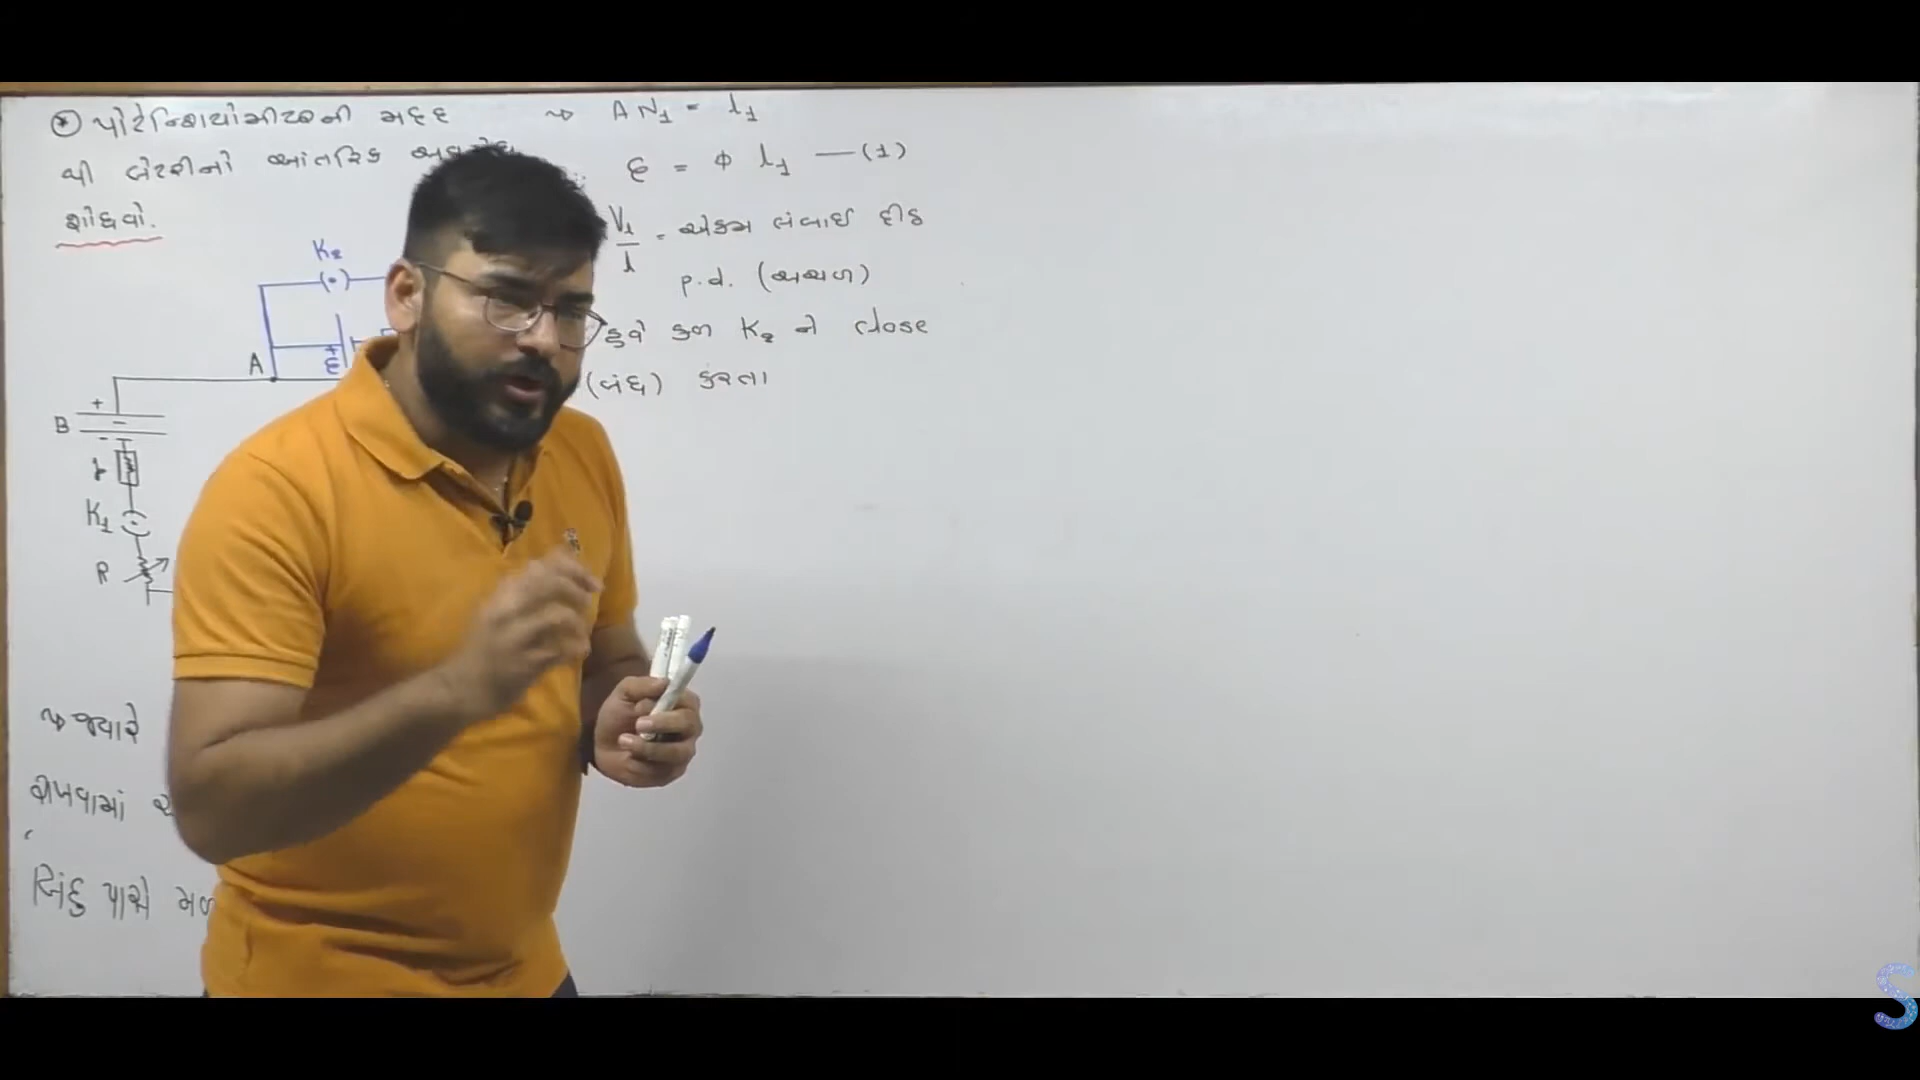 * પોટેન્શિયોમીટરની મદદ
થી બેટરીનો આંતરિક
શોધવો.
K₂
A
+ ε
+
B
-
r
K₁
R
→ જ્યારે
બિંદુ પાસે મળ
→ AN₁ = l₁
∴ ε = φ l₁ —(1)
V₁/l = એકમ લંબાઈ દીઠ
p.d. (અચળ)
હવે કળ K₂ ને close
(બંધ) કરતા
S